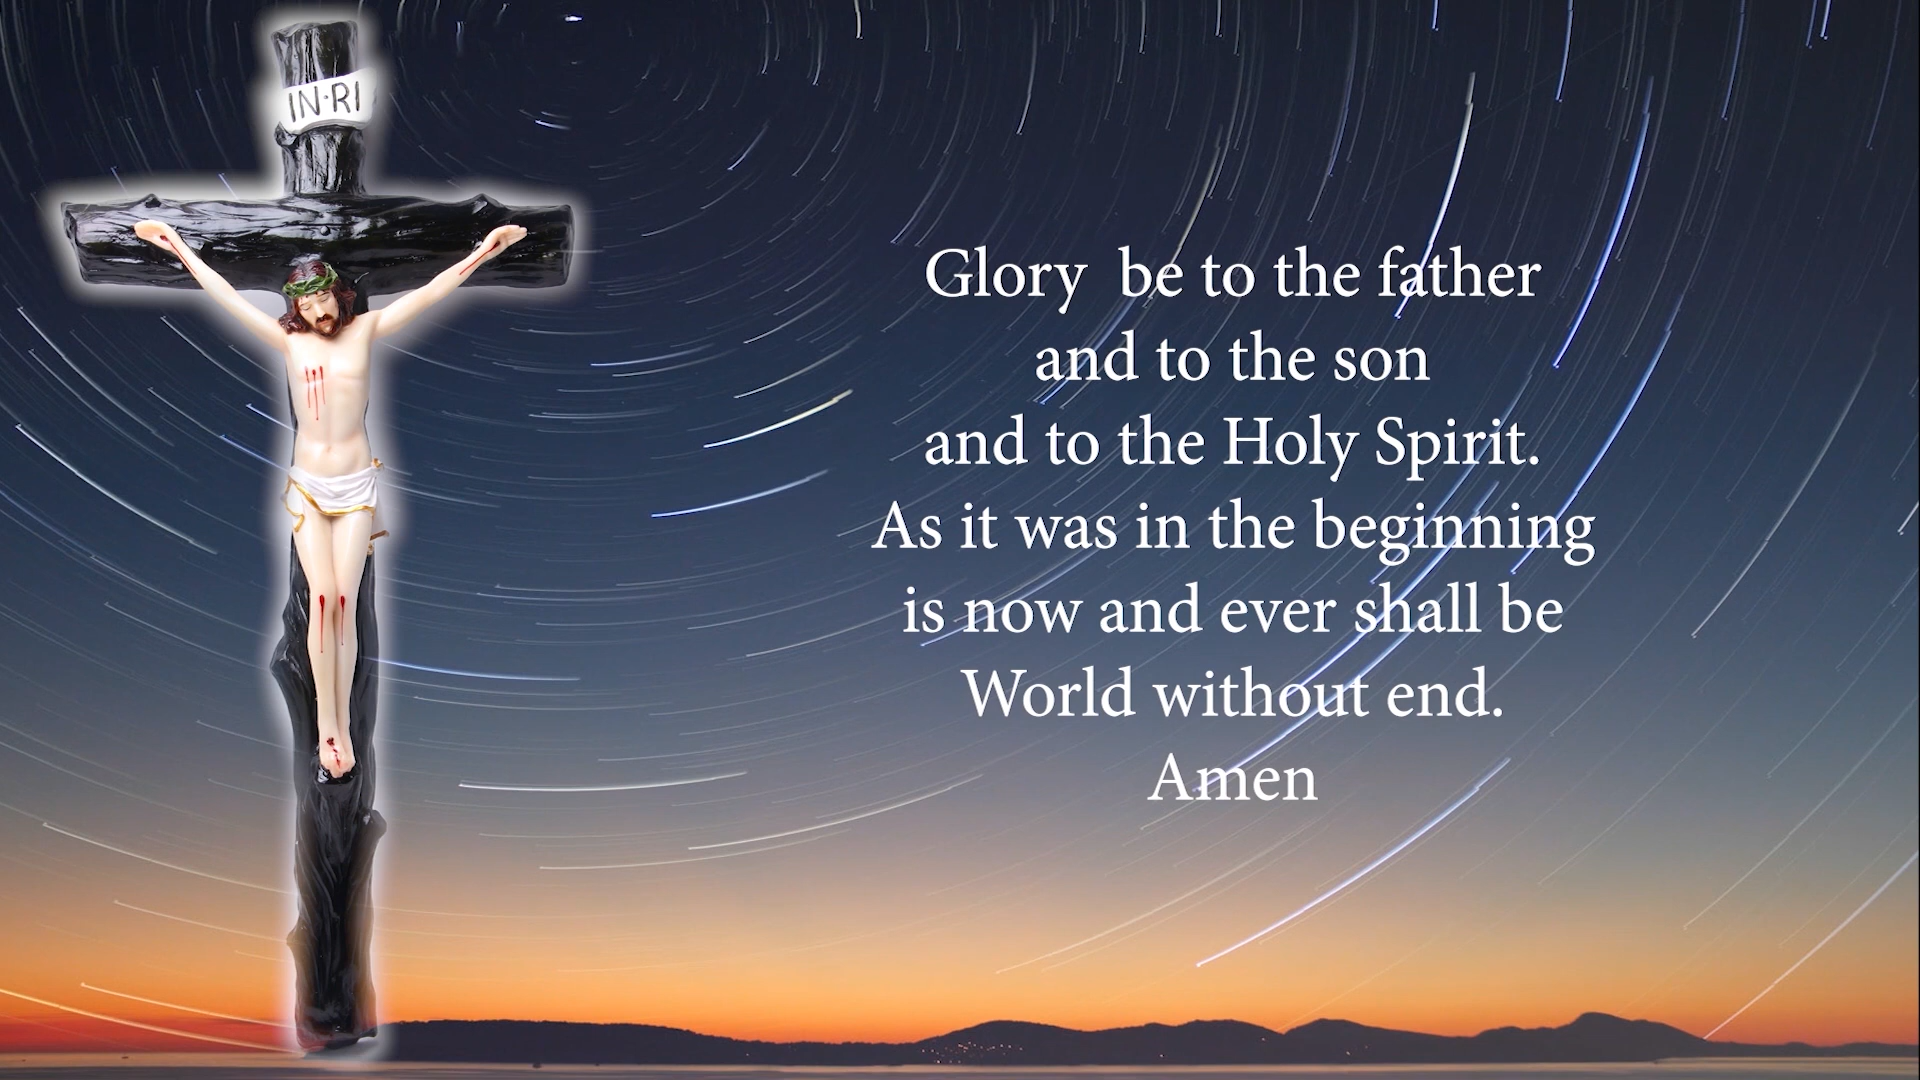 IN·RI
Glory  be to the father
and to the son
and to the Holy Spirit.
As it was in the beginning
is now and ever shall be
World without end.
Amen